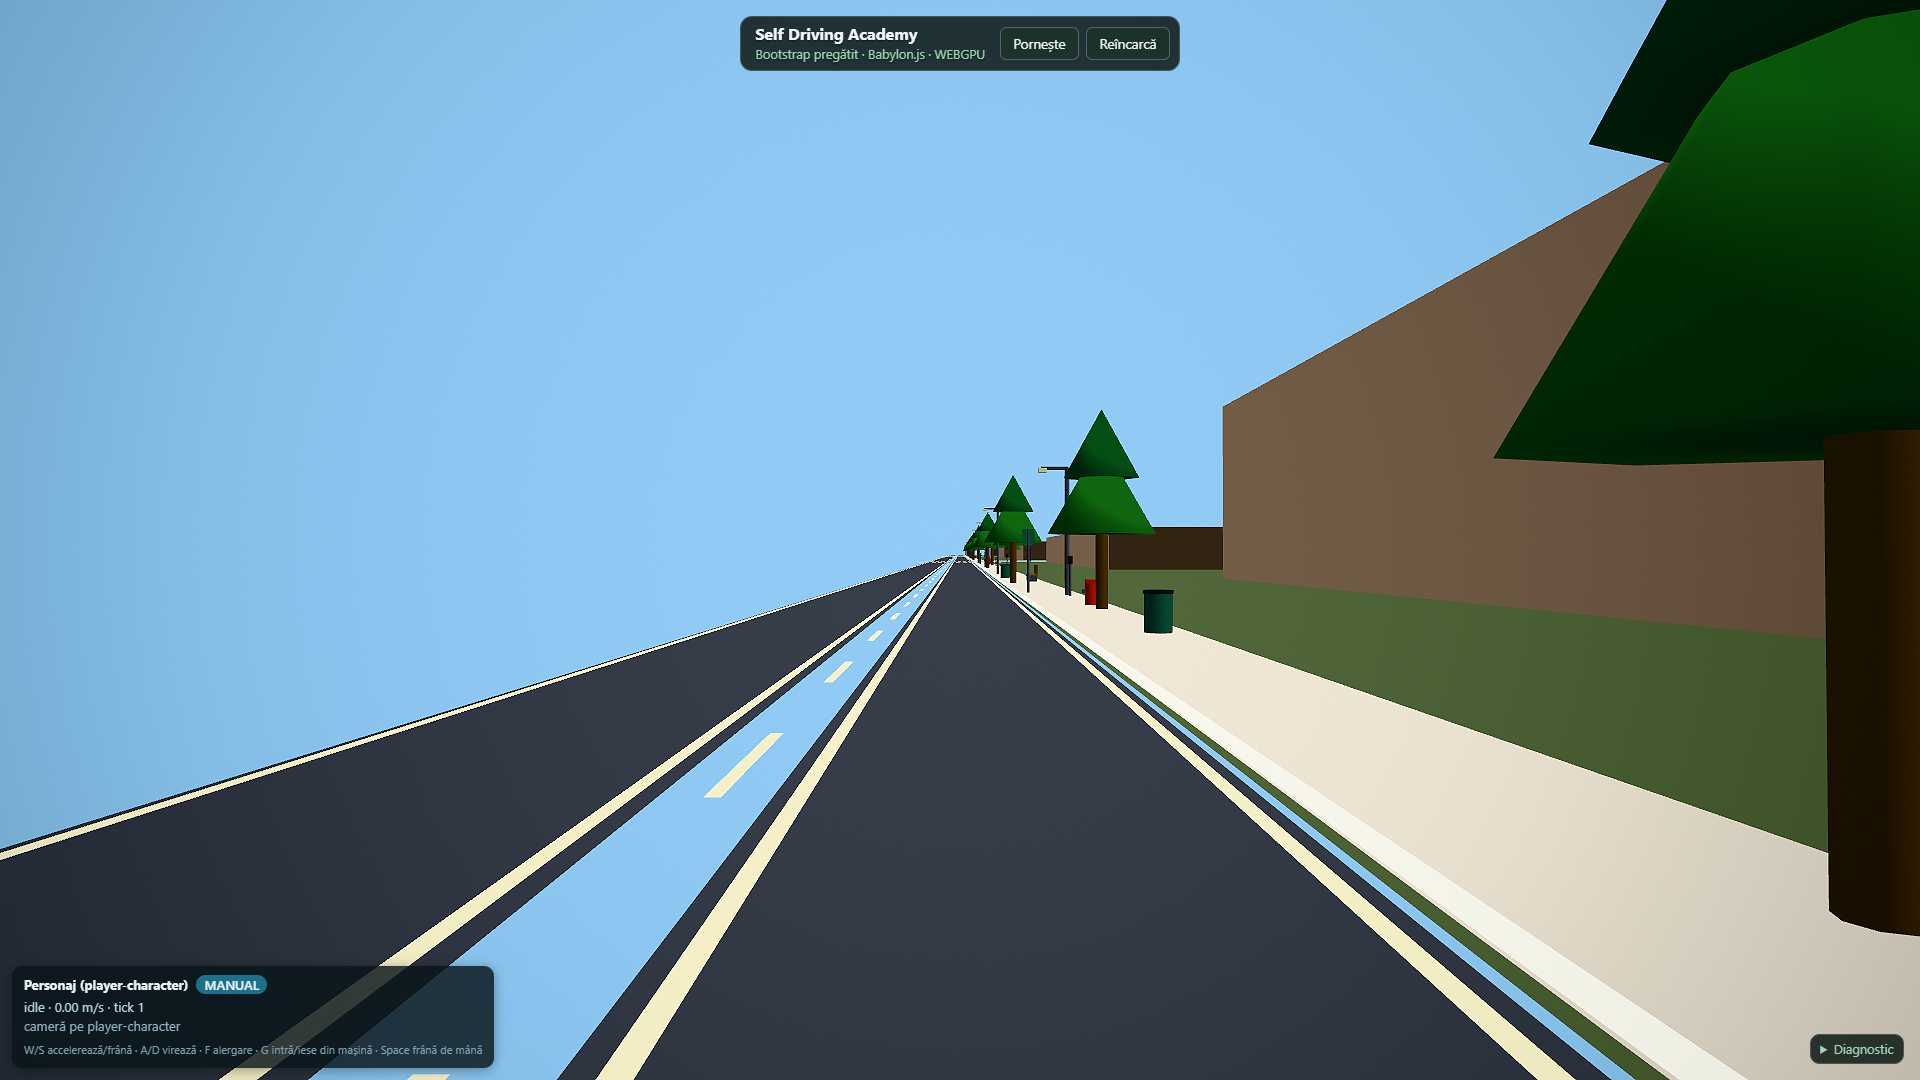 Self Driving Academy
Bootstrap pregătit · Babylon.js · WEBGPU
Pornește
Reîncarcă
Personaj (player-character) MANUAL
idle · 0.00 m/s · tick 1
cameră pe player-character
W/S accelerează/frână · A/D virează · F alergare · G intră/iese din mașină · Space frână de mână
▶ Diagnostic